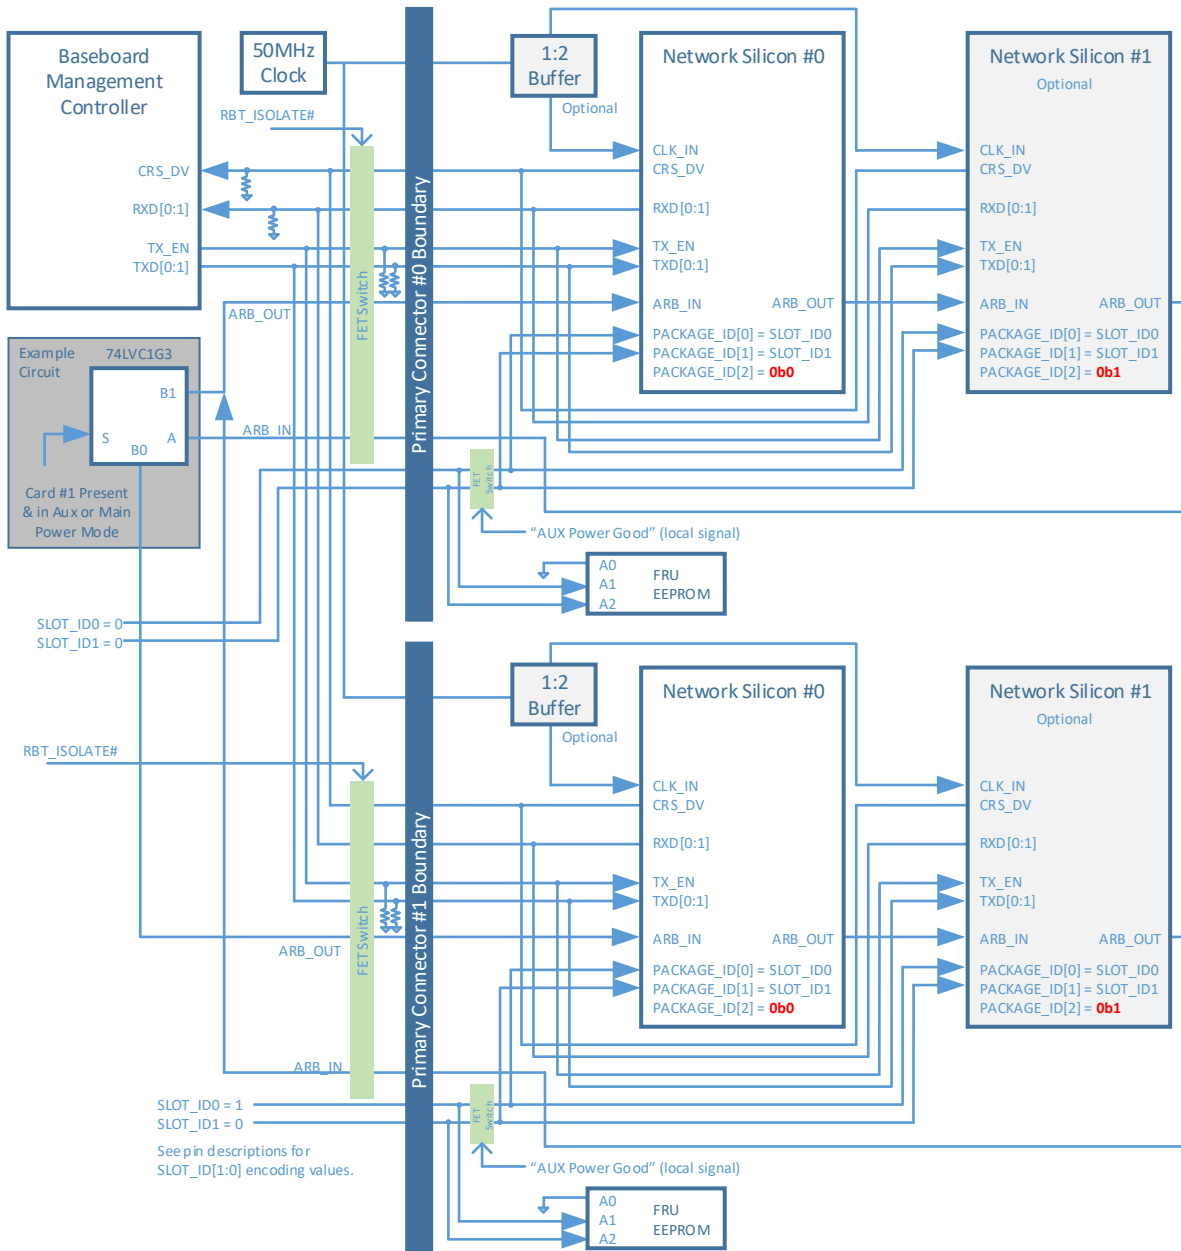 Baseboard
Management
Controller
CRS_DV
RXD[0:1]
TX_EN
TXD[0:1]
50MHz
Clock
RBT_ISOLATE#
FET Switch
Primary Connector #0 Boundary
1:2
Buffer
Optional
Network Silicon #0
CLK_IN
CRS_DV
RXD[0:1]
TX_EN
TXD[0:1]
ARB_IN
ARB_OUT
PACKAGE_ID[0] = SLOT_ID0
PACKAGE_ID[1] = SLOT_ID1
PACKAGE_ID[2] = 0b0
Network Silicon #1
Optional
CLK_IN
CRS_DV
RXD[0:1]
TX_EN
TXD[0:1]
ARB_IN
ARB_OUT
PACKAGE_ID[0] = SLOT_ID0
PACKAGE_ID[1] = SLOT_ID1
PACKAGE_ID[2] = 0b1
ARB_OUT
Example
Circuit
74LVC1G3
B1
S
A
B0
Card #1 Present
& in Aux or Main
Power Mode
ARB_IN
FET
Switch
"AUX Power Good" (local signal)
A0
A1
A2
FRU
EEPROM
SLOT_ID0 = 0
SLOT_ID1 = 0
RBT_ISOLATE#
FET Switch
Primary Connector #1 Boundary
1:2
Buffer
Optional
Network Silicon #0
CLK_IN
CRS_DV
RXD[0:1]
TX_EN
TXD[0:1]
ARB_IN
ARB_OUT
PACKAGE_ID[0] = SLOT_ID0
PACKAGE_ID[1] = SLOT_ID1
PACKAGE_ID[2] = 0b0
Network Silicon #1
Optional
CLK_IN
CRS_DV
RXD[0:1]
TX_EN
TXD[0:1]
ARB_IN
ARB_OUT
PACKAGE_ID[0] = SLOT_ID0
PACKAGE_ID[1] = SLOT_ID1
PACKAGE_ID[2] = 0b1
ARB_OUT
ARB_IN
SLOT_ID0 = 1
SLOT_ID1 = 0
See pin descriptions for
SLOT_ID[1:0] encoding values.
FET
Switch
"AUX Power Good" (local signal)
A0
A1
A2
FRU
EEPROM